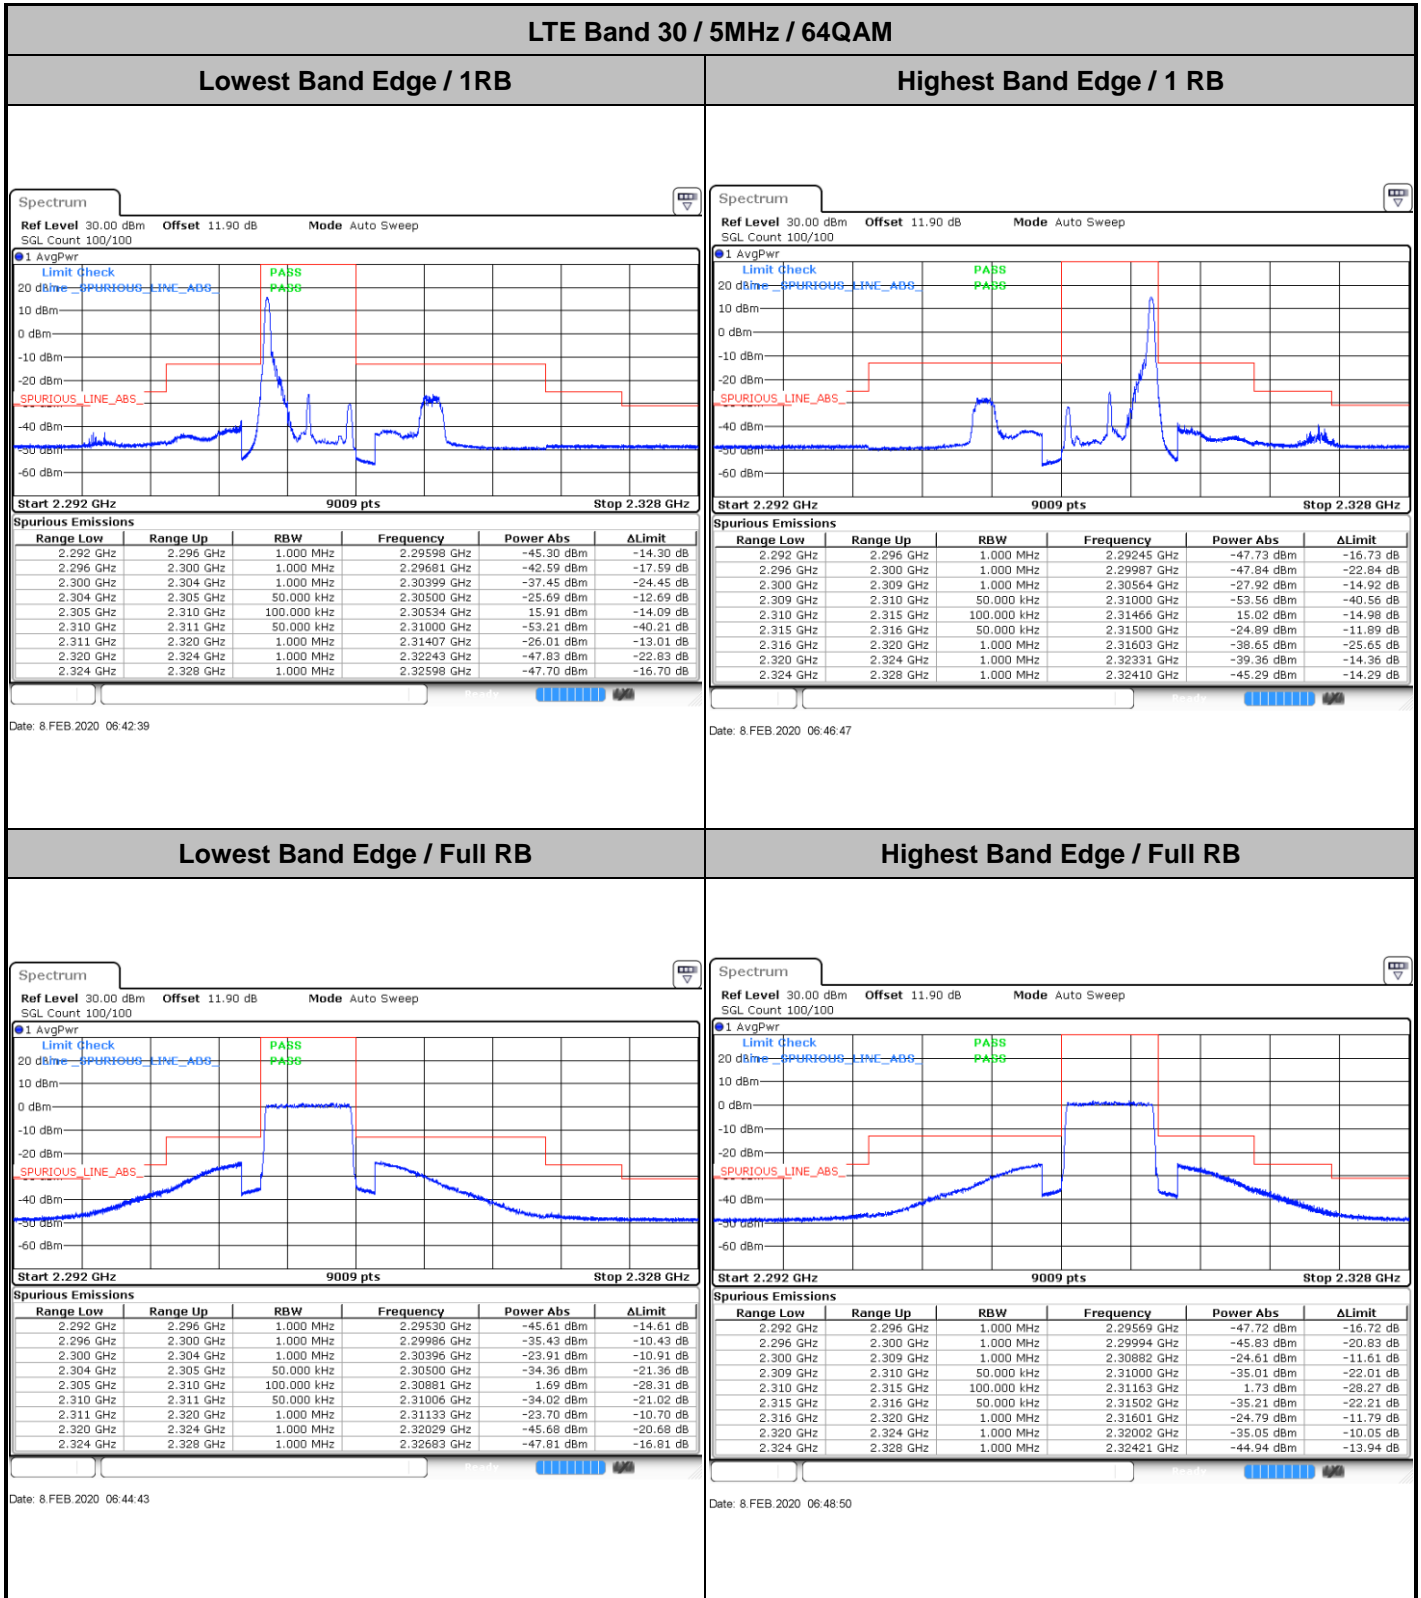 LTE Band 30 / 5MHz / 64QAM
Lowest Band Edge / 1RB
Highest Band Edge / 1 RB
Spectrum
Ref Level 30.00 dBm Offset 11.90 dB Mode Auto Sweep
SGL Count 100/100
1 AvgPwr
Limit Check PASS
Line _SPURIOUS_LINE_ABS_ PASS
20 dBm
10 dBm
0 dBm
-10 dBm
-20 dBm
_SPURIOUS_LINE_ABS_
-40 dBm
-50 dBm
-60 dBm
Start 2.292 GHz 9009 pts Stop 2.328 GHz
Spurious Emissions
Range Low Range Up RBW Frequency Power Abs ΔLimit
2.292 GHz 2.296 GHz 1.000 MHz 2.29598 GHz -45.30 dBm -14.30 dB
2.296 GHz 2.300 GHz 1.000 MHz 2.29681 GHz -42.59 dBm -17.59 dB
2.300 GHz 2.304 GHz 1.000 MHz 2.30399 GHz -37.45 dBm -24.45 dB
2.304 GHz 2.305 GHz 50.000 kHz 2.30500 GHz -25.69 dBm -12.69 dB
2.305 GHz 2.310 GHz 100.000 kHz 2.30534 GHz 15.91 dBm -14.09 dB
2.310 GHz 2.311 GHz 50.000 kHz 2.31000 GHz -53.21 dBm -40.21 dB
2.311 GHz 2.320 GHz 1.000 MHz 2.31407 GHz -26.01 dBm -13.01 dB
2.320 GHz 2.324 GHz 1.000 MHz 2.32243 GHz -47.83 dBm -22.83 dB
2.324 GHz 2.328 GHz 1.000 MHz 2.32598 GHz -47.70 dBm -16.70 dB
Ready
Date: 8.FEB.2020 06:42:39
Spectrum
Ref Level 30.00 dBm Offset 11.90 dB Mode Auto Sweep
SGL Count 100/100
1 AvgPwr
Limit Check PASS
Line _SPURIOUS_LINE_ABS_ PASS
20 dBm
10 dBm
0 dBm
-10 dBm
-20 dBm
_SPURIOUS_LINE_ABS_
-40 dBm
-50 dBm
-60 dBm
Start 2.292 GHz 9009 pts Stop 2.328 GHz
Spurious Emissions
Range Low Range Up RBW Frequency Power Abs ΔLimit
2.292 GHz 2.296 GHz 1.000 MHz 2.29245 GHz -47.73 dBm -16.73 dB
2.296 GHz 2.300 GHz 1.000 MHz 2.29987 GHz -47.84 dBm -22.84 dB
2.300 GHz 2.309 GHz 1.000 MHz 2.30564 GHz -27.92 dBm -14.92 dB
2.309 GHz 2.310 GHz 50.000 kHz 2.31000 GHz -53.56 dBm -40.56 dB
2.310 GHz 2.315 GHz 100.000 kHz 2.31466 GHz 15.02 dBm -14.98 dB
2.315 GHz 2.316 GHz 50.000 kHz 2.31500 GHz -24.89 dBm -11.89 dB
2.316 GHz 2.320 GHz 1.000 MHz 2.31603 GHz -38.65 dBm -25.65 dB
2.320 GHz 2.324 GHz 1.000 MHz 2.32331 GHz -39.36 dBm -14.36 dB
2.324 GHz 2.328 GHz 1.000 MHz 2.32410 GHz -45.29 dBm -14.29 dB
Ready
Date: 8.FEB.2020 06:46:47
Lowest Band Edge / Full RB
Highest Band Edge / Full RB
Spectrum
Ref Level 30.00 dBm Offset 11.90 dB Mode Auto Sweep
SGL Count 100/100
1 AvgPwr
Limit Check PASS
Line _SPURIOUS_LINE_ABS_ PASS
20 dBm
10 dBm
0 dBm
-10 dBm
-20 dBm
_SPURIOUS_LINE_ABS_
-40 dBm
-50 dBm
-60 dBm
Start 2.292 GHz 9009 pts Stop 2.328 GHz
Spurious Emissions
Range Low Range Up RBW Frequency Power Abs ΔLimit
2.292 GHz 2.296 GHz 1.000 MHz 2.29530 GHz -45.61 dBm -14.61 dB
2.296 GHz 2.300 GHz 1.000 MHz 2.29986 GHz -35.43 dBm -10.43 dB
2.300 GHz 2.304 GHz 1.000 MHz 2.30396 GHz -23.91 dBm -10.91 dB
2.304 GHz 2.305 GHz 50.000 kHz 2.30500 GHz -34.36 dBm -21.36 dB
2.305 GHz 2.310 GHz 100.000 kHz 2.30881 GHz 1.69 dBm -28.31 dB
2.310 GHz 2.311 GHz 50.000 kHz 2.31006 GHz -34.02 dBm -21.02 dB
2.311 GHz 2.320 GHz 1.000 MHz 2.31133 GHz -23.70 dBm -10.70 dB
2.320 GHz 2.324 GHz 1.000 MHz 2.32029 GHz -45.68 dBm -20.68 dB
2.324 GHz 2.328 GHz 1.000 MHz 2.32683 GHz -47.81 dBm -16.81 dB
Ready
Date: 8.FEB.2020 06:44:43
Spectrum
Ref Level 30.00 dBm Offset 11.90 dB Mode Auto Sweep
SGL Count 100/100
1 AvgPwr
Limit Check PASS
Line _SPURIOUS_LINE_ABS_ PASS
20 dBm
10 dBm
0 dBm
-10 dBm
-20 dBm
_SPURIOUS_LINE_ABS_
-40 dBm
-50 dBm
-60 dBm
Start 2.292 GHz 9009 pts Stop 2.328 GHz
Spurious Emissions
Range Low Range Up RBW Frequency Power Abs ΔLimit
2.292 GHz 2.296 GHz 1.000 MHz 2.29569 GHz -47.72 dBm -16.72 dB
2.296 GHz 2.300 GHz 1.000 MHz 2.29994 GHz -45.83 dBm -20.83 dB
2.300 GHz 2.309 GHz 1.000 MHz 2.30882 GHz -24.61 dBm -11.61 dB
2.309 GHz 2.310 GHz 50.000 kHz 2.31000 GHz -35.01 dBm -22.01 dB
2.310 GHz 2.315 GHz 100.000 kHz 2.31163 GHz 1.73 dBm -28.27 dB
2.315 GHz 2.316 GHz 50.000 kHz 2.31502 GHz -35.21 dBm -22.21 dB
2.316 GHz 2.320 GHz 1.000 MHz 2.31601 GHz -24.79 dBm -11.79 dB
2.320 GHz 2.324 GHz 1.000 MHz 2.32002 GHz -35.05 dBm -10.05 dB
2.324 GHz 2.328 GHz 1.000 MHz 2.32421 GHz -44.94 dBm -13.94 dB
Ready
Date: 8.FEB.2020 06:48:50